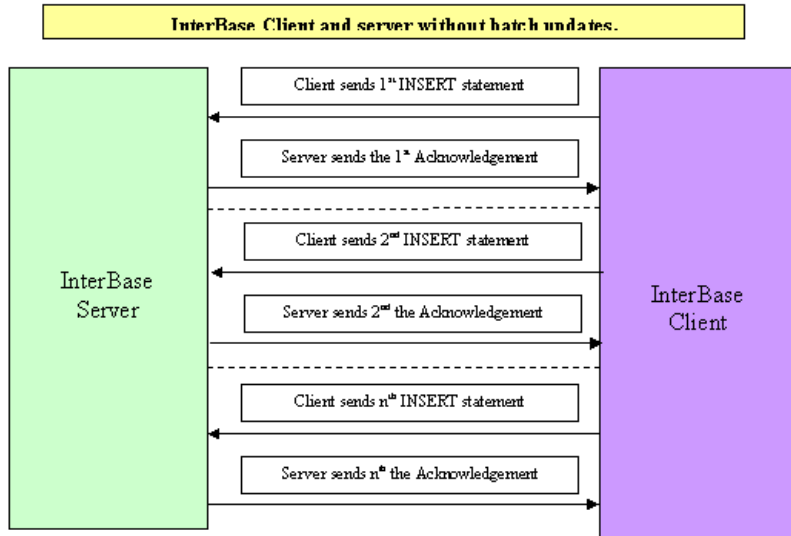 InterBase Client and server without batch updates.
Client sends 1st INSERT statement
Server sends the 1st Acknowledgement
Client sends 2nd INSERT statement
InterBase
Server
Server sends 2nd the Acknowledgement
InterBase
Client
Client sends nth INSERT statement
Server sends nth the Acknowledgement